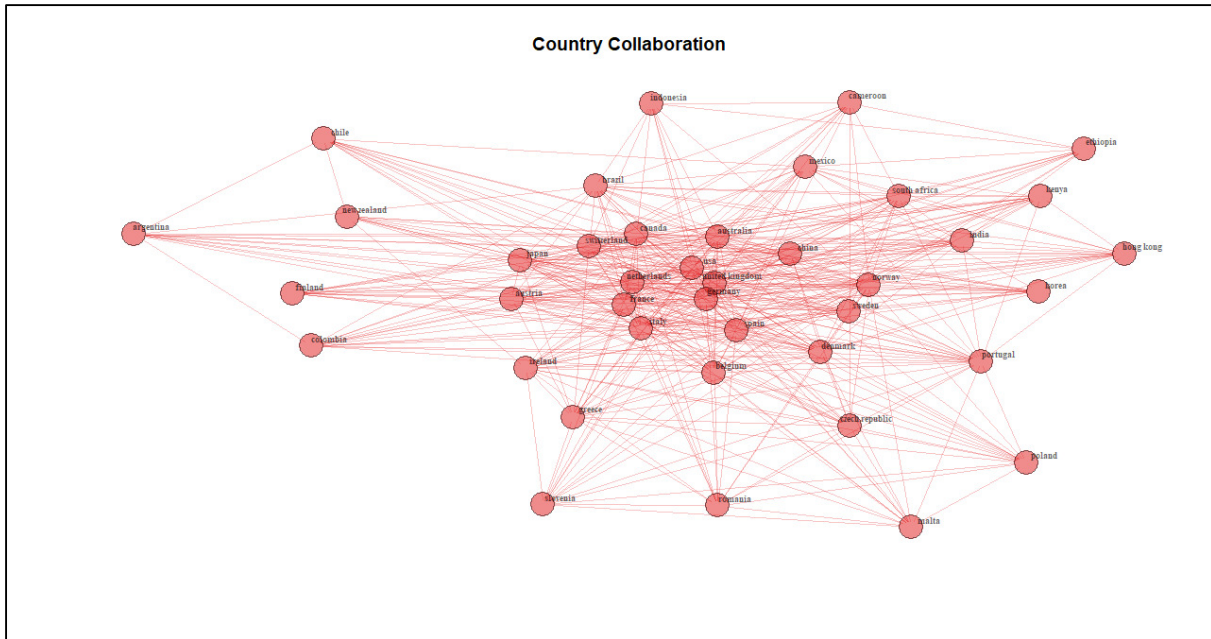 Country Collaboration
indonesia
cameroon
chile
ethiopia
mexico
brazil
south africa
kenya
new zealand
argentina
canada
australia
india
switzerland
china
hong kong
japan
usa
netherlands
united kingdom
norway
finland
austria
france
germany
korea
sweden
italy
spain
colombia
denmark
ireland
belgium
portugal
greece
czech republic
poland
slovenia
romania
malta